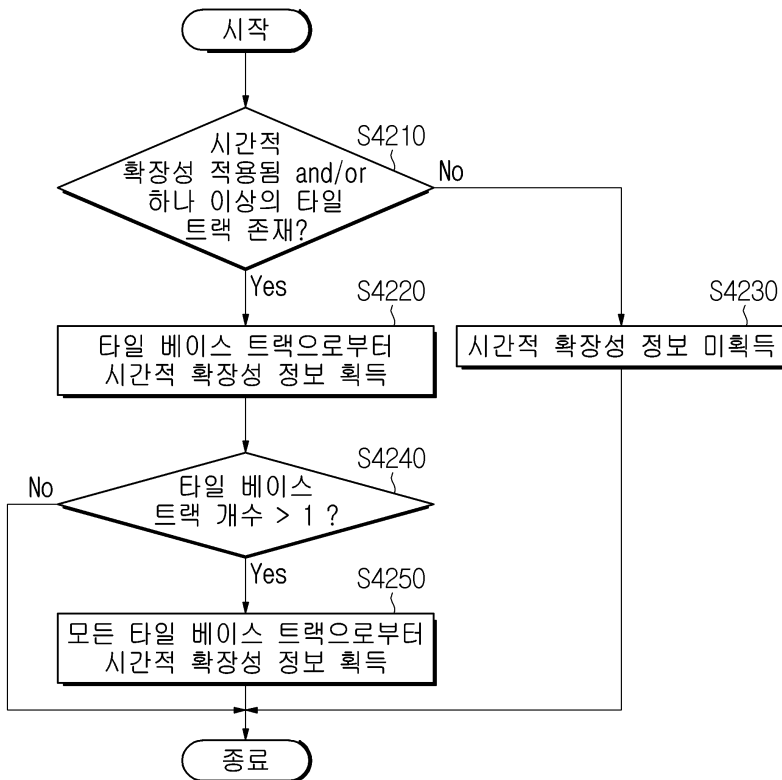 시작
S4210
시간적
확장성 적용됨 and/or
하나 이상의 타일
트랙 존재?
No
Yes
S4220
타일 베이스 트랙으로부터
시간적 확장성 정보 획득
S4230
시간적 확장성 정보 미획득
S4240
타일 베이스
트랙 개수 > 1 ?
No
Yes
S4250
모든 타일 베이스 트랙으로부터
시간적 확장성 정보 획득
종료